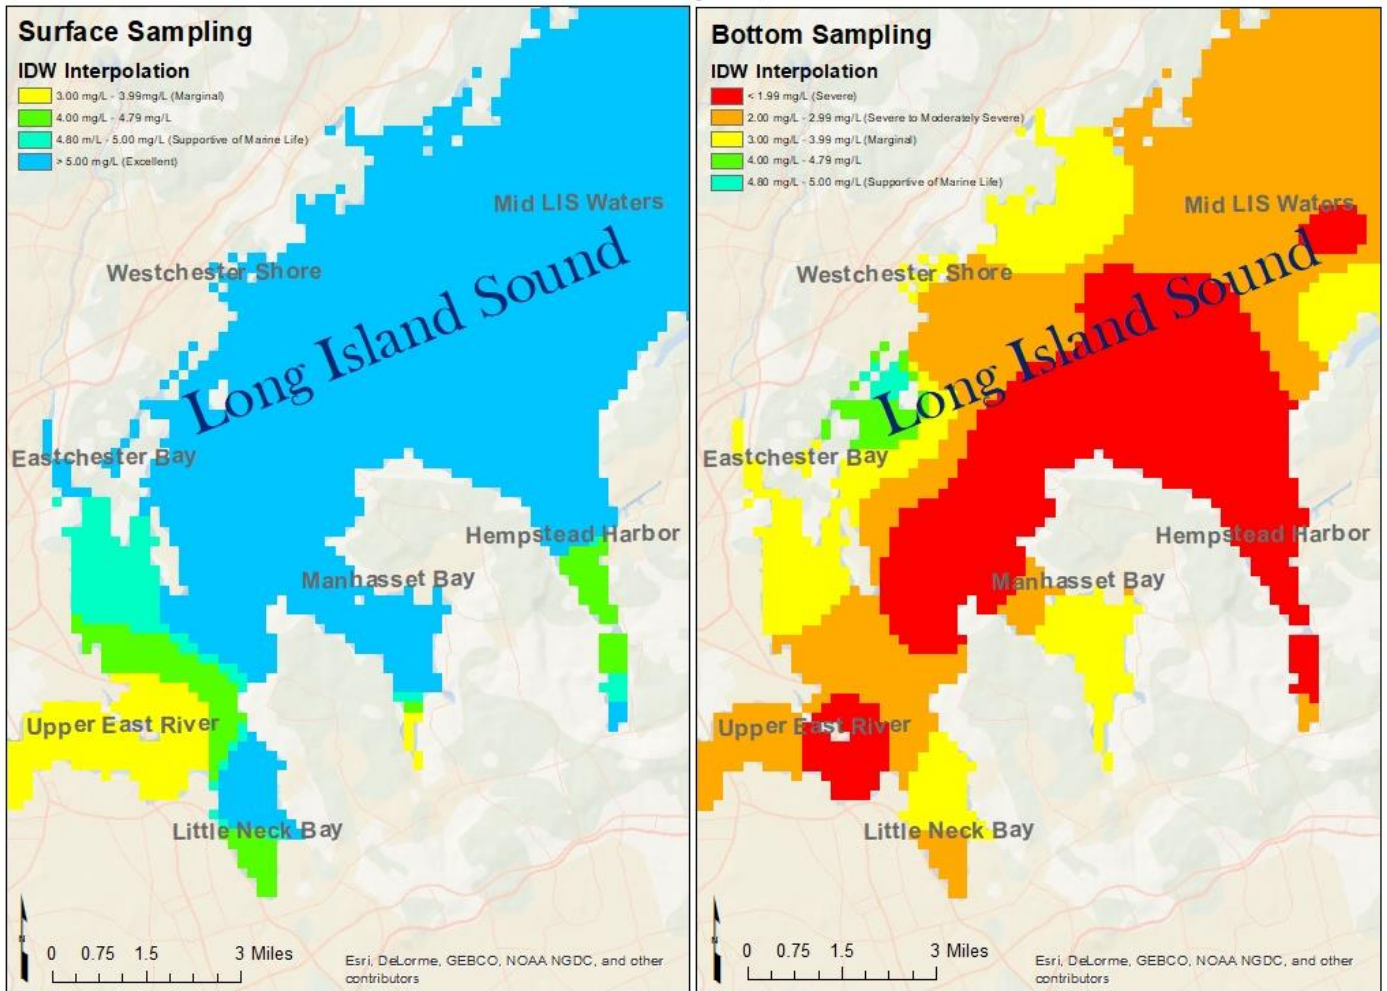 Surface Sampling
IDW Interpolation
3.00 mg/L - 3.99mg/L (Marginal)
4.00 mg/L - 4.79 mg/L
4.80 m/L - 5.00 mg/L (Supportive of Marine Life)
> 5.00 mg/L (Excellent)
Mid LIS Waters
Westchester Shore
Long Island Sound
Eastchester Bay
Hempstead Harbor
Manhasset Bay
Upper East River
Little Neck Bay
N
0 0.75 1.5 3 Miles
Esri, DeLorme, GEBCO, NOAA NGDC, and other
contributors
Bottom Sampling
IDW Interpolation
< 1.99 mg/L (Severe)
2.00 mg/L - 2.99 mg/L (Severe to Moderately Severe)
3.00 mg/L - 3.99 mg/L (Marginal)
4.00 mg/L - 4.79 mg/L
4.80 mg/L - 5.00 mg/L (Supportive of Marine Life)
Mid LIS Waters
Westchester Shore
Long Island Sound
Eastchester Bay
Hempstead Harbor
Manhasset Bay
Upper East River
Little Neck Bay
N
0 0.75 1.5 3 Miles
Esri, DeLorme, GEBCO, NOAA NGDC, and other
contributors